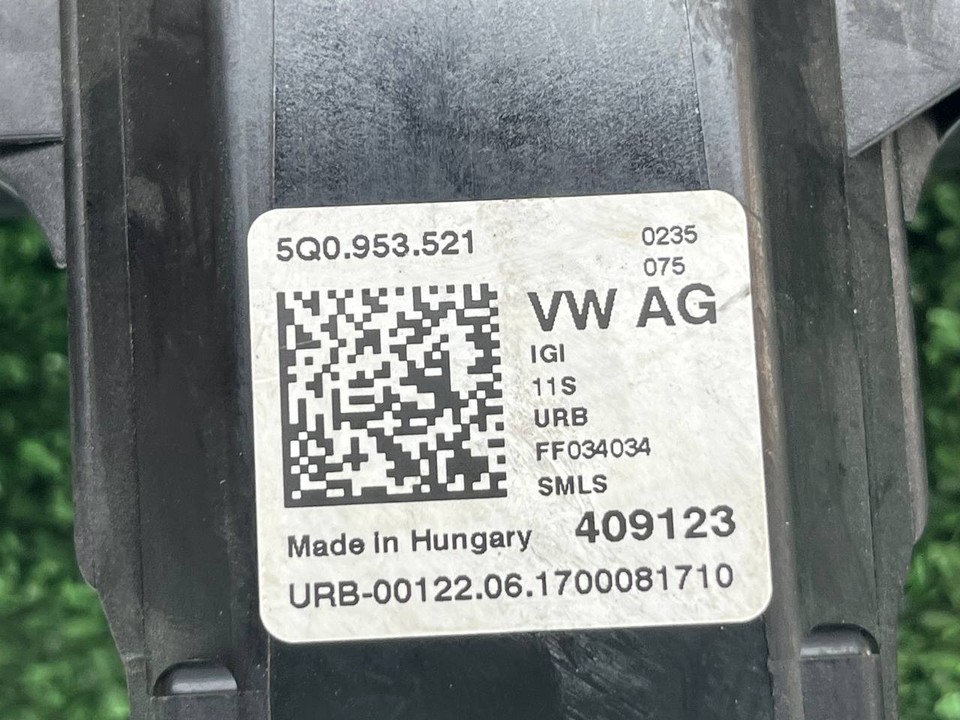 5Q0.953.521
0235
075
VW AG
IGI
11S
URB
FF034034
SMLS
Made in Hungary
409123
URB-00122.06.1700081710